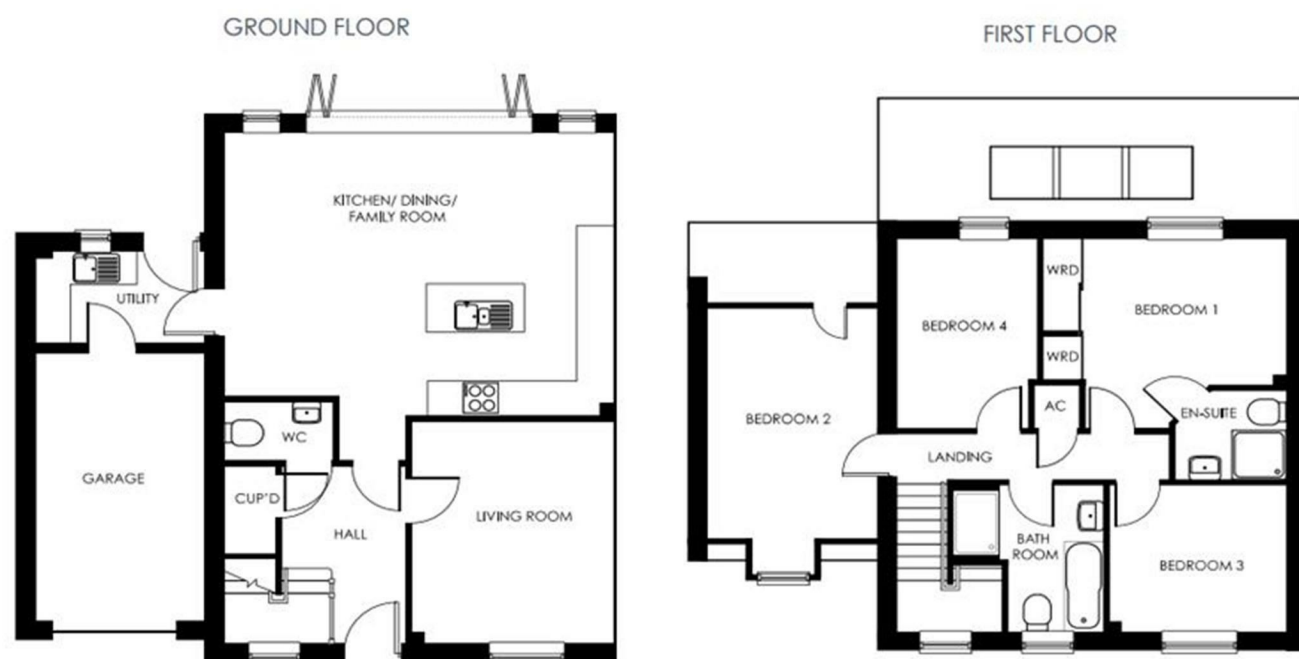 GROUND FLOOR
KITCHEN/ DINING/
FAMILY ROOM
UTILITY
WC
GARAGE
CUP'D
HALL
LIVING ROOM
FIRST FLOOR
WRD
BEDROOM 4
BEDROOM 1
WRD
AC
EN-SUITE
BEDROOM 2
LANDING
BATH
ROOM
BEDROOM 3